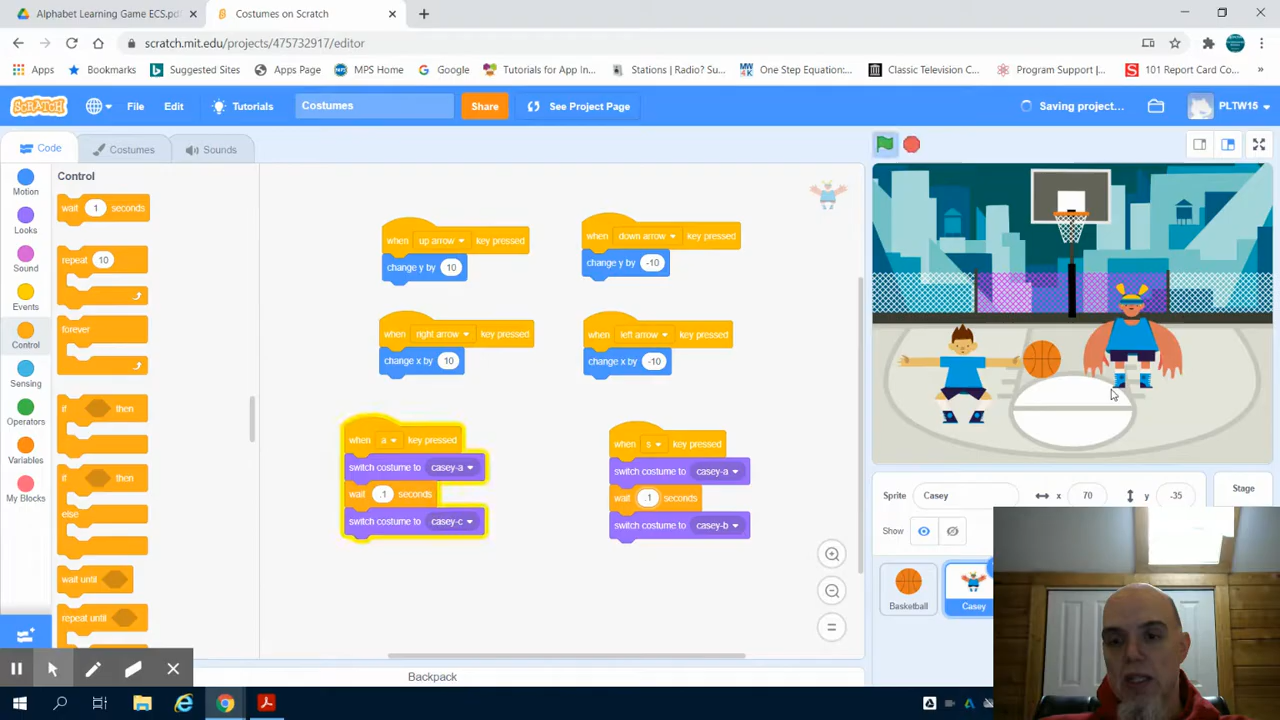 Alphabet Learning Game ECS.pd
Costumes on Scratch
scratch.mit.edu/projects/475732917/editor
Apps
Bookmarks
Suggested Sites
Apps Page
MPS Home
Google
Tutorials for App In...
Stations | Radio? Su...
One Step Equation:...
Classic Television C...
Program Support |...
101 Report Card Co...
»
SCRATCH
File
Edit
Tutorials
Costumes
Share
See Project Page
Saving project...
PLTW15
Code
Costumes
Sounds
Motion
Looks
Sound
Events
Control
Sensing
Operators
Variables
My Blocks
Control
wait 1 seconds
repeat 10
forever
if then
if then
else
wait until
repeat until
when up arrow key pressed
change y by 10
when down arrow key pressed
change y by -10
when right arrow key pressed
change x by 10
when left arrow key pressed
change x by -10
when a key pressed
switch costume to casey-a
wait .1 seconds
switch costume to casey-c
when s key pressed
switch costume to casey-a
wait .1 seconds
switch costume to casey-b
Backpack
Sprite
Casey
x 70
y -35
Show
Stage
Basketball
Casey